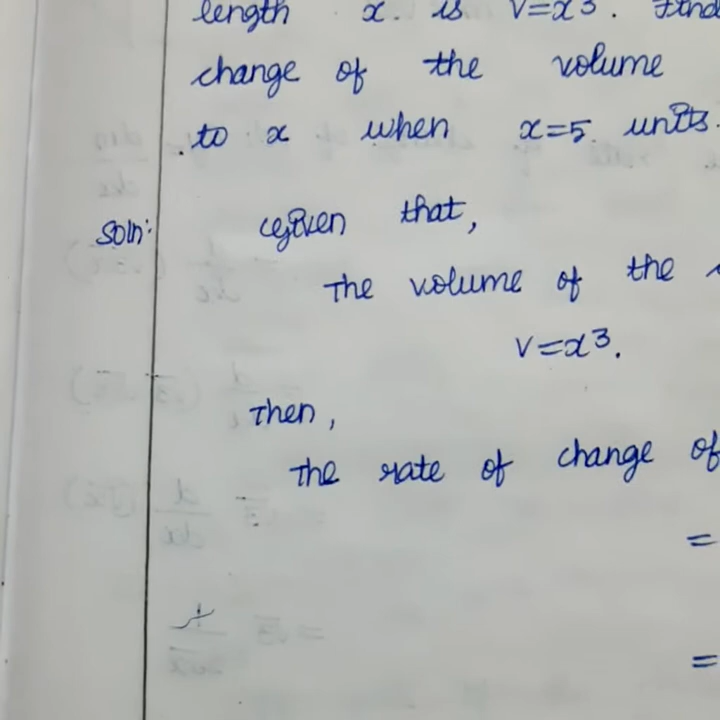 length x. is V=x³. Find
change of the volume
to x when x=5 units.
Soln: Given that,
The volume of the
V=x³.
Then,
The rate of change of
=
=